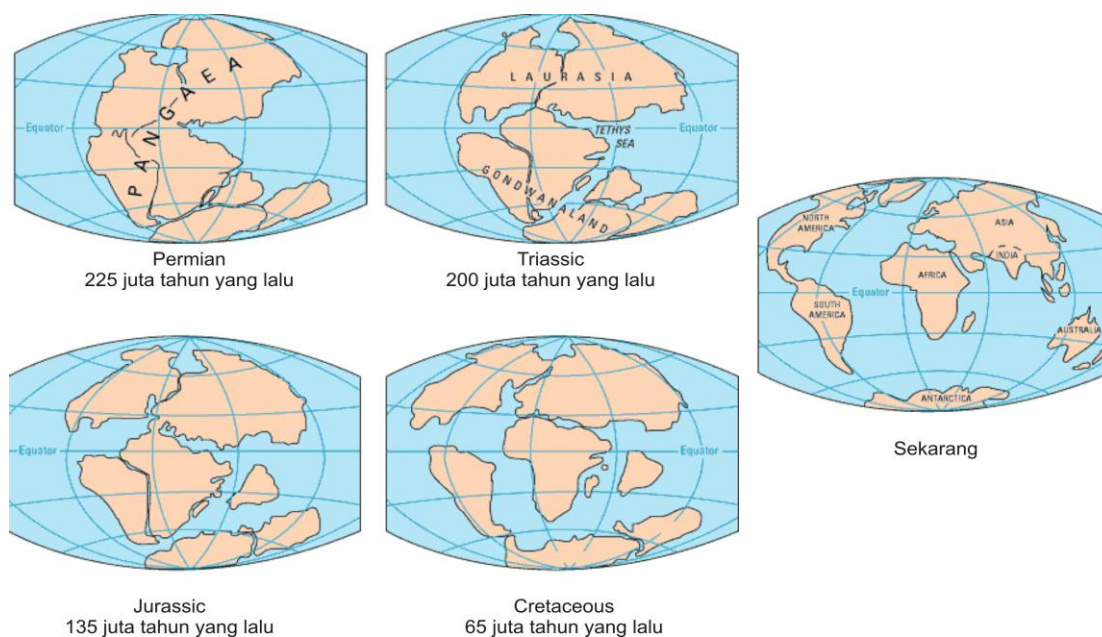 PANGAEA
Equator
Permian
225 juta tahun yang lalu
LAURASIA
TETHYS
SEA
Equator
GONDWANALAND
Triassic
200 juta tahun yang lalu
NORTH
AMERICA
ASIA
INDIA
AFRICA
Equator
SOUTH
AMERICA
AUSTRALIA
ANTARCTICA
Sekarang
Equator
Jurassic
135 juta tahun yang lalu
Equator
Cretaceous
65 juta tahun yang lalu